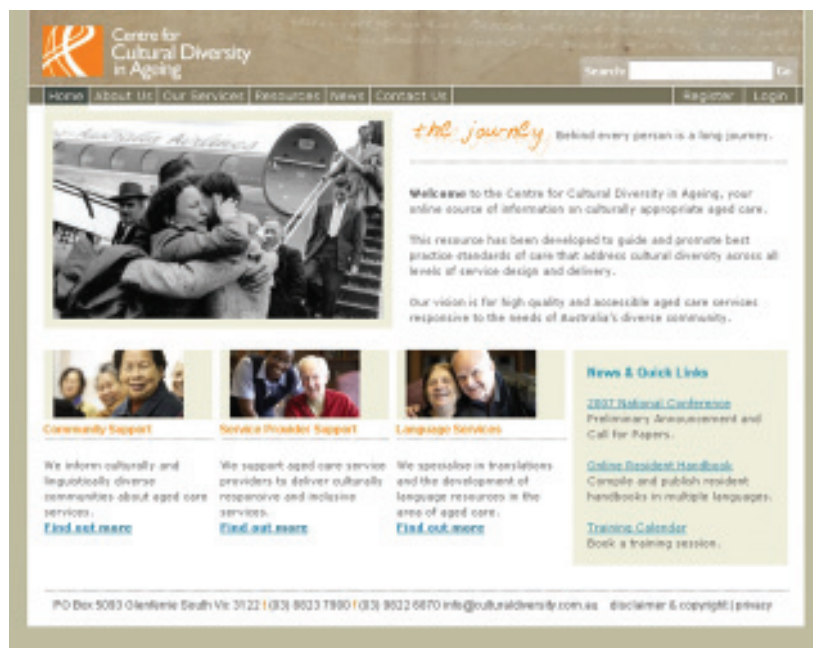 Centre for
Cultural Diversity
in Ageing
Search: Go
Home About Us Our Services Resources News Contact Us Register Login
the journey Behind every person is a long journey.
Welcome to the Centre for Cultural Diversity in Ageing, your
online source of information on culturally appropriate aged care.
This resource has been developed to guide and promote best
practice standards of care that address cultural diversity across all
levels of service design and delivery.
Our vision is for high quality and accessible aged care services
responsive to the needs of Australia's diverse community.
Community Support
We inform culturally and
linguistically diverse
communities about aged care
services.
Find out more
Service Provider Support
We support aged care service
providers to deliver culturally
responsive and inclusive
services.
Find out more
Language Services
We specialise in translations
and the development of
language resources in the
area of aged care.
Find out more
News & Quick Links
2007 National Conference
Preliminary Announcement and
Call for Papers.
Online Resident Handbook
Compile and publish resident
handbooks in multiple languages.
Training Calendar
Book a training session.
PO Box 5093 Glenferrie South Vic 3122 t (03) 9823 7900 f (03) 9822 6870 info@culturaldiversity.com.au disclaimer & copyright | privacy